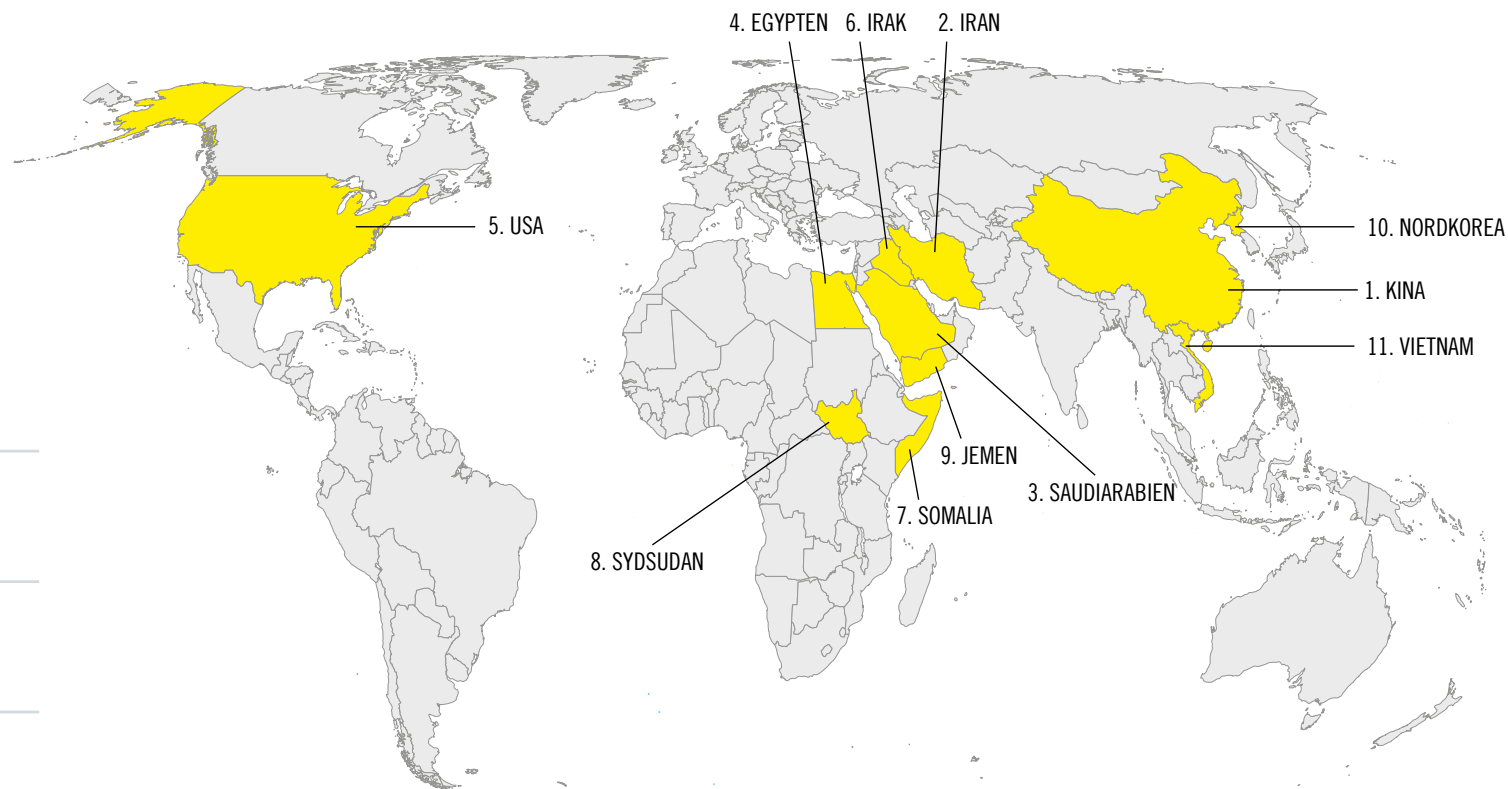 4. EGYPTEN
6. IRAK
2. IRAN
5. USA
10. NORDKOREA
1. KINA
11. VIETNAM
9. JEMEN
3. SAUDIARABIEN
7. SOMALIA
8. SYDSUDAN